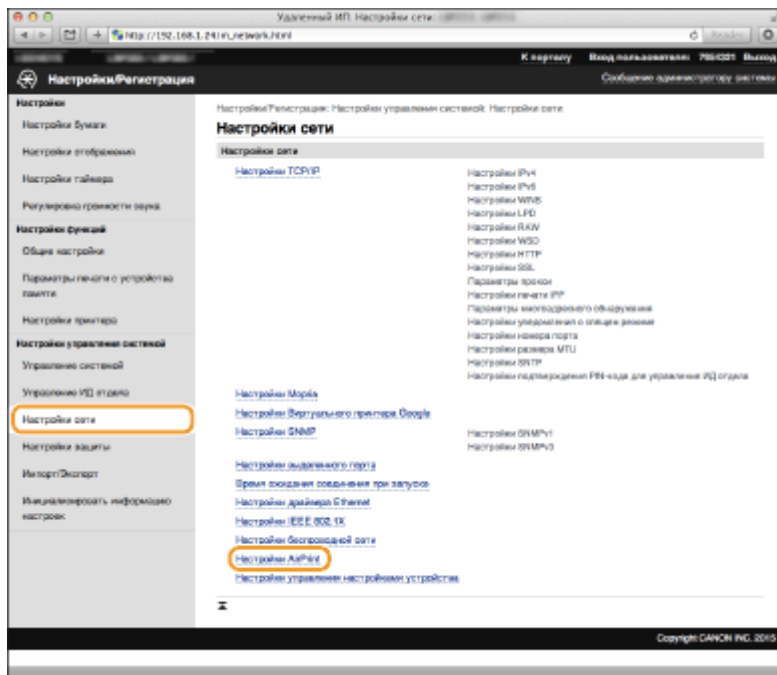 Удаленный ИП: Настройки сети:
http://192.168.1.24/m_network.html
Reader
К порталу Вход пользователя: 7654321 Выход
Настройки/Регистрация
Сообщение администратору системы
Настройки
Настройки бумаги
Настройки отображения
Настройки таймера
Регулировка громкости звука
Настройки функций
Общие настройки
Параметры печати с устройства
памяти
Настройки принтера
Настройки управления системой
Управление системой
Управление ИД отдела
Настройки сети
Настройки защиты
Импорт/Экспорт
Инициализировать информацию
настроек
Настройки/Регистрация: Настройки управления системой: Настройки сети
Настройки сети
Настройки сети
Настройки TCP/IP
Настройки IPv4
Настройки IPv6
Настройки WINS
Настройки LPD
Настройки RAW
Настройки WSD
Настройки HTTP
Настройки SSL
Параметры прокси
Настройки печати IPP
Параметры многоадресного обнаружения
Настройки уведомления о спящем режиме
Настройки номера порта
Настройки размера MTU
Настройки SNTP
Настройки подтверждения PIN-кода для управления ИД отдела
Настройки Mopria
Настройки Виртуального принтера Google
Настройки SNMP
Настройки SNMPv1
Настройки SNMPv3
Настройки выделенного порта
Время ожидания соединения при запуске
Настройки драйвера Ethernet
Настройки IEEE 802.1X
Настройки беспроводной сети
Настройки AirPrint
Настройки управления настройками устройства
Copyright CANON INC. 2015